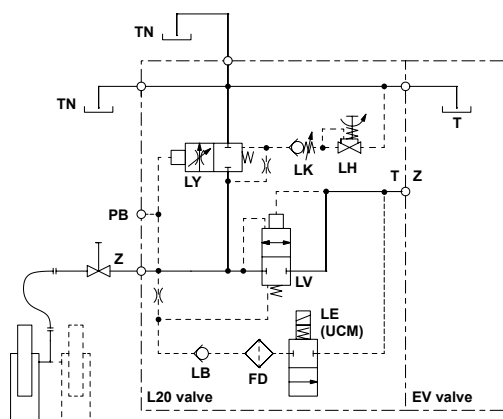 TN
TN
T
LY
LK
LH
PB
T
Z
Z
LV
LE
(UCM)
LB
FD
L20 valve
EV valve